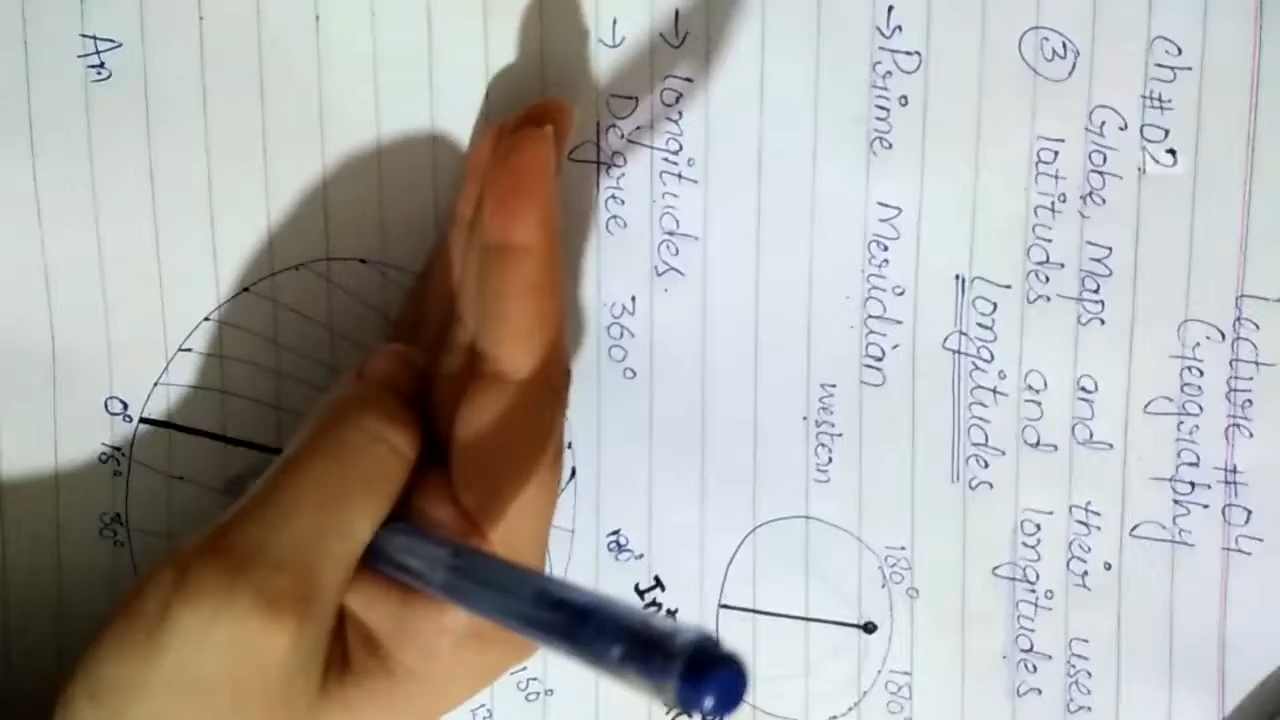 Lecture #04
Geography
Ch#02
Globe, Maps and their uses
③ latitudes and longitudes
longitudes
→ Prime Meridian
western
180° 180°
→ longitudes.
→ Degree 360°
180°
150°
0° 15° 30°